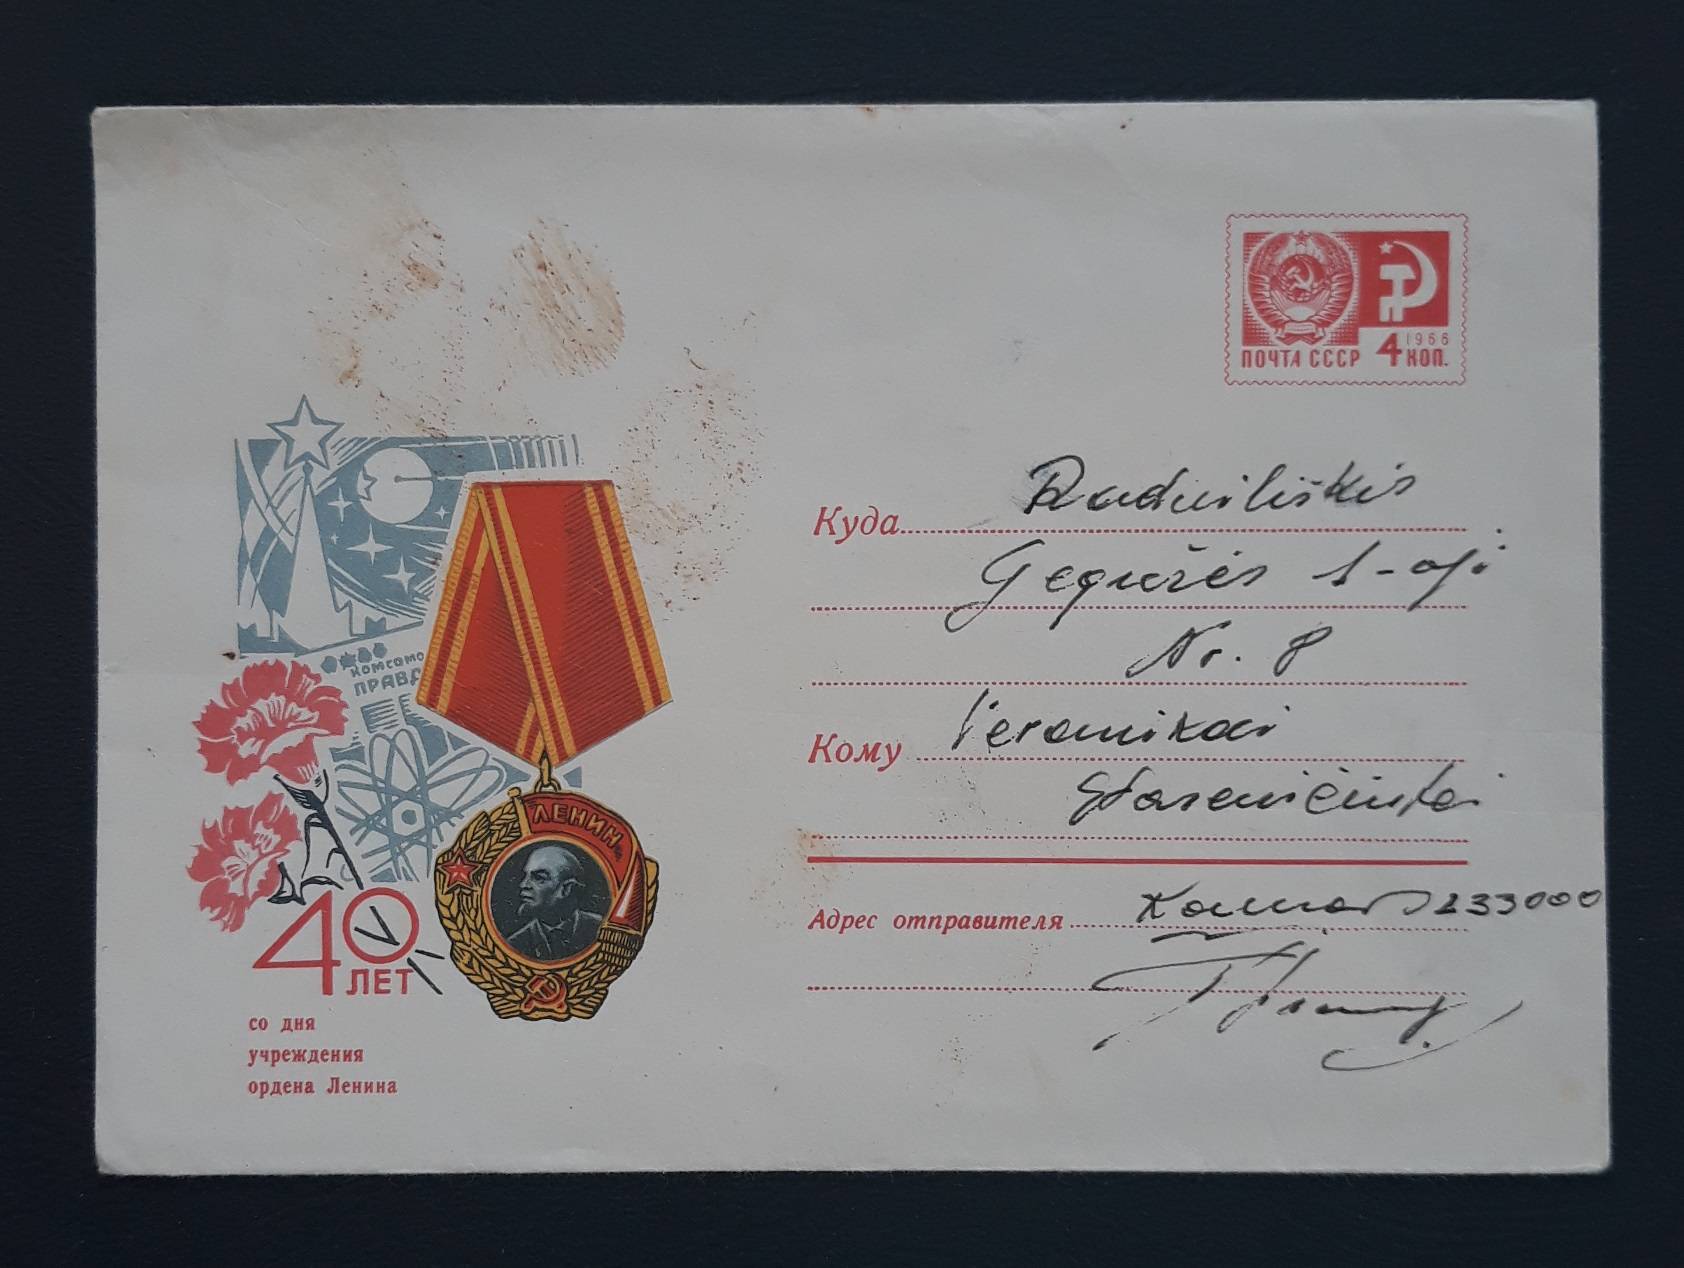 ПОЧТА СССР 4 КОП. 1966
КОМСОМО
ПРАВД
ЛЕНИН
40
ЛЕТ
со дня
учреждения
ордена Ленина
Куда Radviliškis
Gegužės 1-oji
Nr. 8
Кому Veronikai
Адрес отправителя 233000